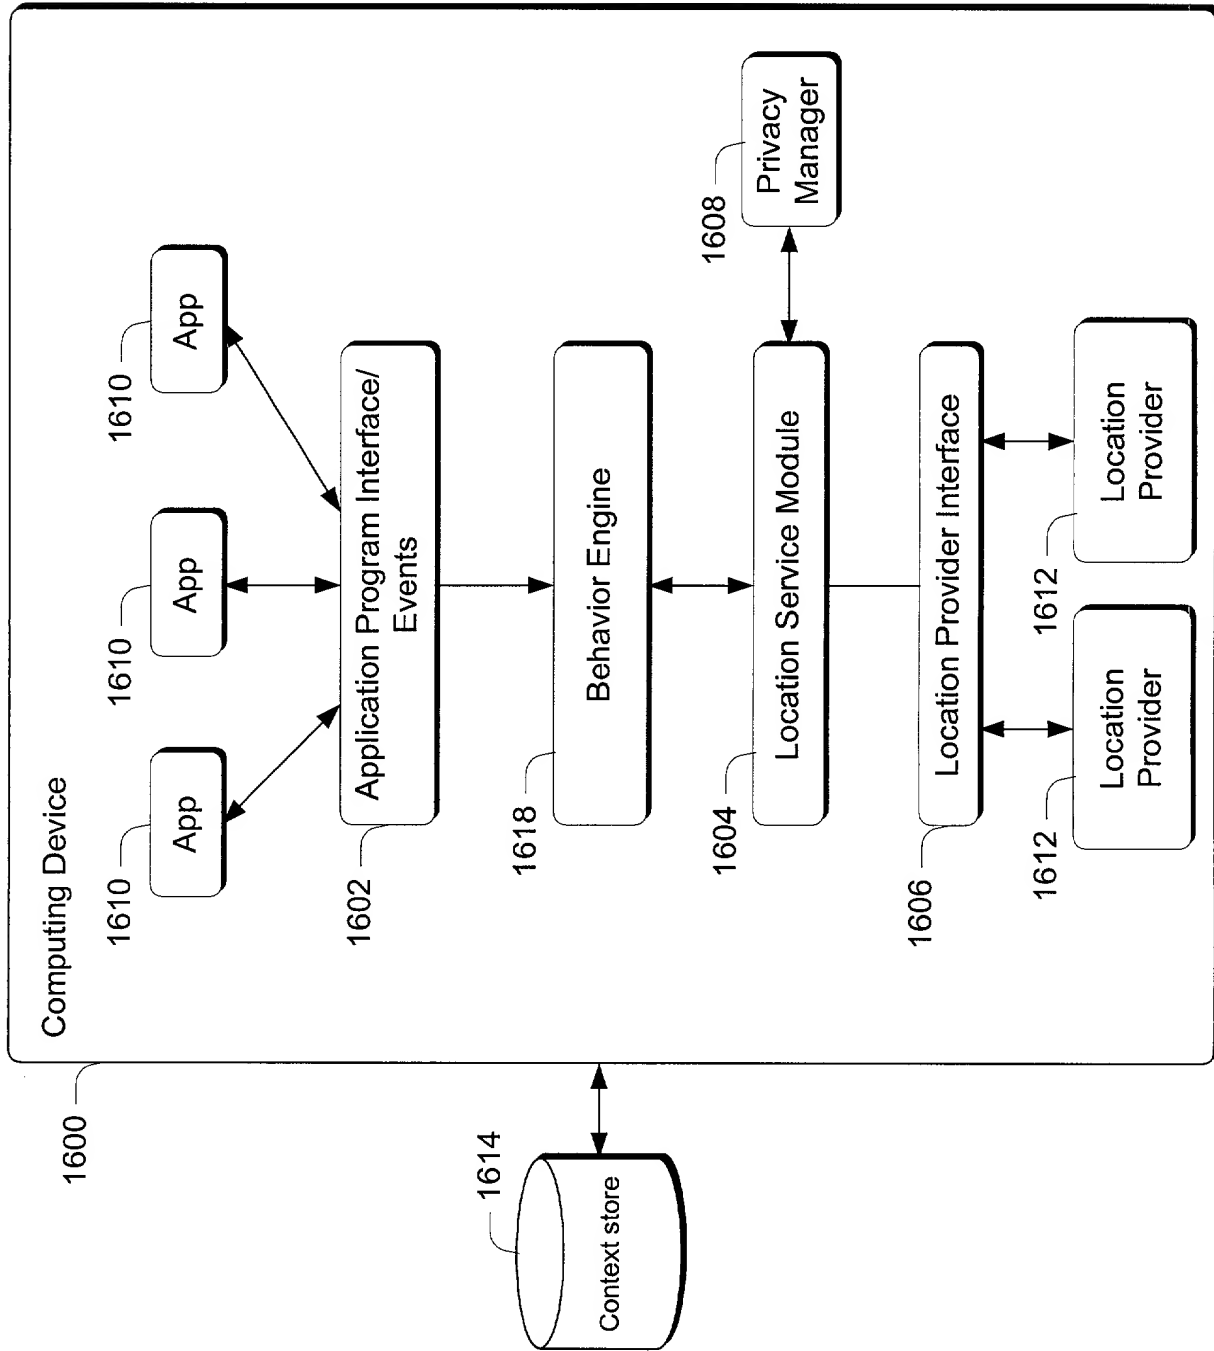 Computing Device
1600
1610
App
1610
App
1610
App
1602
Application Program Interface/
Events
1618
Behavior Engine
1604
Location Service Module
1608
Privacy
Manager
1606
Location Provider Interface
1612
Location
Provider
1612
Location
Provider
1614
Context store